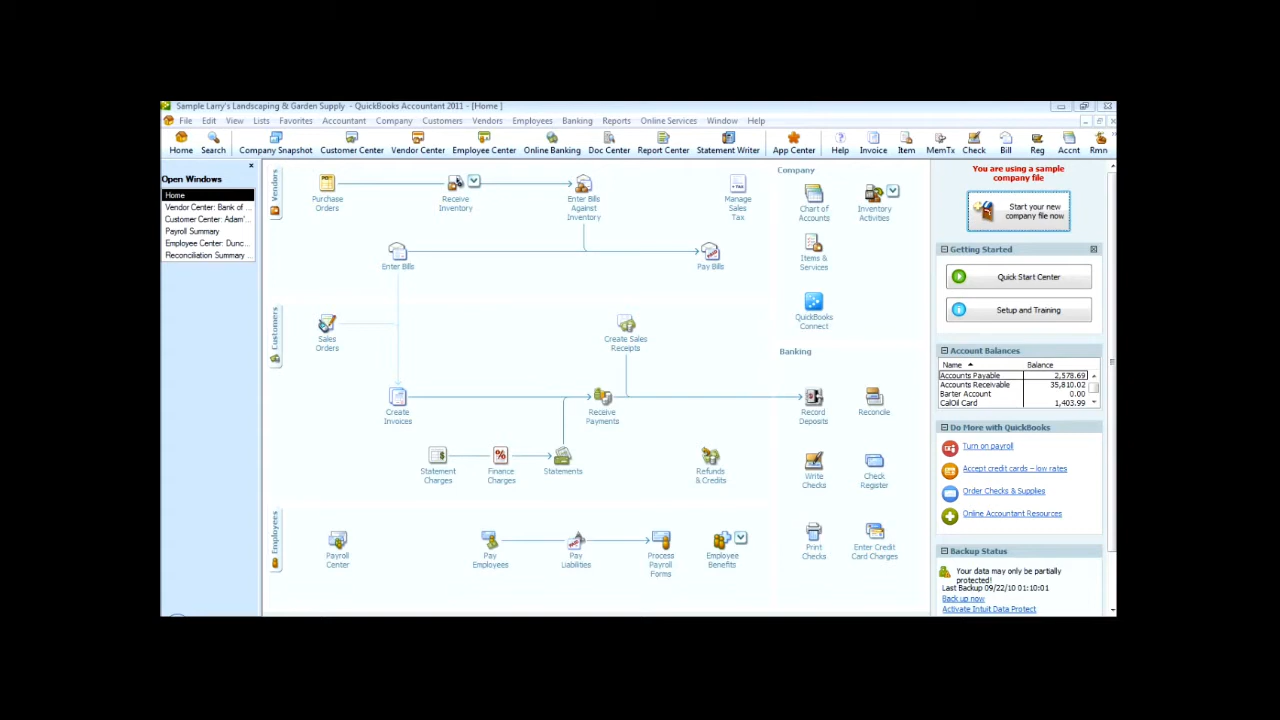 Sample Larry's Landscaping & Garden Supply - QuickBooks Accountant 2011 - [Home ]
File Edit View Lists Favorites Accountant Company Customers Vendors Employees Banking Reports Online Services Window Help
Home Search Company Snapshot Customer Center Vendor Center Employee Center Online Banking Doc Center Report Center Statement Writer App Center Help Invoice Item MemTx Check Bill Reg Accnt Rmn
Open Windows
Home
Vendor Center: Bank of ...
Customer Center: Adam'...
Payroll Summary
Employee Center: Dunc...
Reconciliation Summary ...
Vendors
Purchase
Orders
Receive
Inventory
Enter Bills
Against
Inventory
Manage
Sales
Tax
Enter Bills
Pay Bills
Customers
Sales
Orders
Create Sales
Receipts
Create
Invoices
Receive
Payments
Statement
Charges
Finance
Charges
Statements
Refunds
& Credits
Employees
Payroll
Center
Pay
Employees
Pay
Liabilities
Process
Payroll
Forms
Employee
Benefits
Company
Chart of
Accounts
Inventory
Activities
Items &
Services
QuickBooks
Connect
Banking
Record
Deposits
Reconcile
Write
Checks
Check
Register
Print
Checks
Enter Credit
Card Charges
You are using a sample
company file
Start your new
company file now
Getting Started
Quick Start Center
Setup and Training
Account Balances
Name Balance
Accounts Payable 2,578.69
Accounts Receivable 35,810.02
Barter Account 0.00
CalOil Card 1,403.99
Do More with QuickBooks
Turn on payroll
Accept credit cards – low rates
Order Checks & Supplies
Online Accountant Resources
Backup Status
Your data may only be partially
protected!
Last Backup 09/22/10 01:10:01
Back up now
Activate Intuit Data Protect